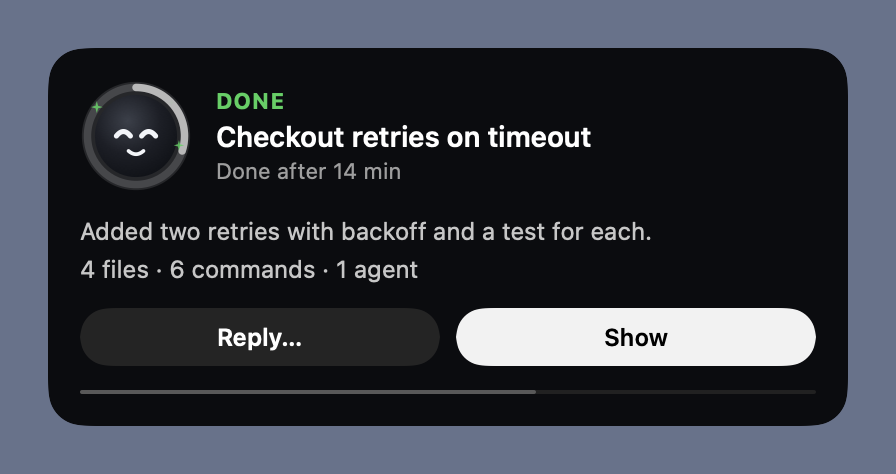 DONE
Checkout retries on timeout
Done after 14 min
Added two retries with backoff and a test for each.
4 files · 6 commands · 1 agent
Reply...
Show